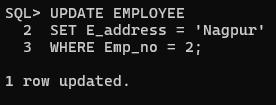 SQL> UPDATE EMPLOYEE
  2  SET E_address = 'Nagpur'
  3  WHERE Emp_no = 2;
1 row updated.